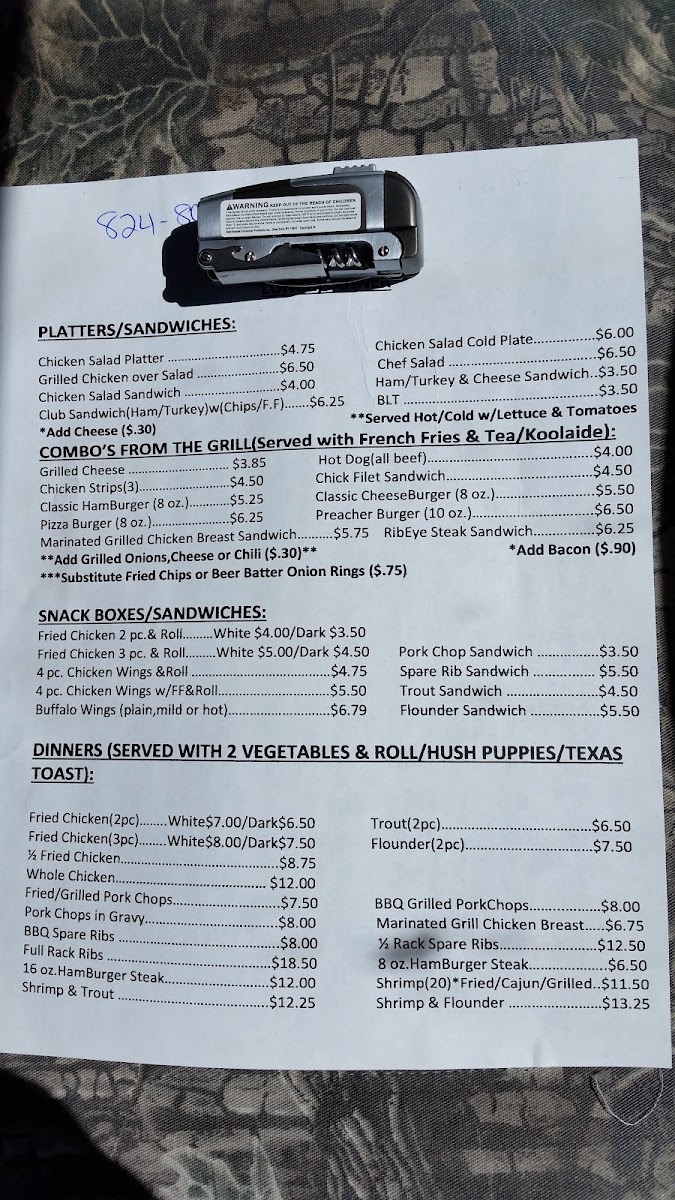 824-8
WARNING KEEP OUT OF THE REACH OF CHILDREN
PLATTERS/SANDWICHES:
Chicken Salad Platter ..........................$4.75
Grilled Chicken over Salad ...................$6.50
Chicken Salad Sandwich ......................$4.00
Club Sandwich(Ham/Turkey)w(Chips/F.F).......$6.25
*Add Cheese ($.30)
Chicken Salad Cold Plate...............$6.00
Chef Salad ....................................$6.50
Ham/Turkey & Cheese Sandwich..$3.50
BLT ...............................................$3.50
**Served Hot/Cold w/Lettuce & Tomatoes
COMBO'S FROM THE GRILL(Served with French Fries & Tea/Koolaide):
Grilled Cheese ........................$3.85
Chicken Strips(3)......................$4.50
Classic HamBurger (8 oz.)..........$5.25
Pizza Burger (8 oz.)...................$6.25
Hot Dog(all beef)........................................$4.00
Chick Filet Sandwich...................................$4.50
Classic CheeseBurger (8 oz.)........................$5.50
Preacher Burger (10 oz.).............................$6.50
Marinated Grilled Chicken Breast Sandwich.........$5.75
RibEye Steak Sandwich...............$6.25
**Add Grilled Onions,Cheese or Chili ($.30)**
*Add Bacon ($.90)
***Substitute Fried Chips or Beer Batter Onion Rings ($.75)
SNACK BOXES/SANDWICHES:
Fried Chicken 2 pc.& Roll.........White $4.00/Dark $3.50
Fried Chicken 3 pc. & Roll.........White $5.00/Dark $4.50
4 pc. Chicken Wings &Roll .................................$4.75
4 pc. Chicken Wings w/FF&Roll...........................$5.50
Buffalo Wings (plain,mild or hot)........................$6.79
Pork Chop Sandwich ................$3.50
Spare Rib Sandwich ................$5.50
Trout Sandwich ......................$4.50
Flounder Sandwich .................$5.50
DINNERS (SERVED WITH 2 VEGETABLES & ROLL/HUSH PUPPIES/TEXAS
TOAST):
Fried Chicken(2pc)........White$7.00/Dark$6.50
Fried Chicken(3pc)........White$8.00/Dark$7.50
½ Fried Chicken......................................$8.75
Whole Chicken.....................................$12.00
Fried/Grilled Pork Chops..........................$7.50
Pork Chops in Gravy................................$8.00
BBQ Spare Ribs ......................................$8.00
Full Rack Ribs ........................................$18.50
16 oz.HamBurger Steak..........................$12.00
Shrimp & Trout .....................................$12.25
Trout(2pc).....................................$6.50
Flounder(2pc)...............................$7.50
BBQ Grilled PorkChops..................$8.00
Marinated Grill Chicken Breast.....$6.75
½ Rack Spare Ribs........................$12.50
8 oz.HamBurger Steak....................$6.50
Shrimp(20)*Fried/Cajun/Grilled..$11.50
Shrimp & Flounder .......................$13.25